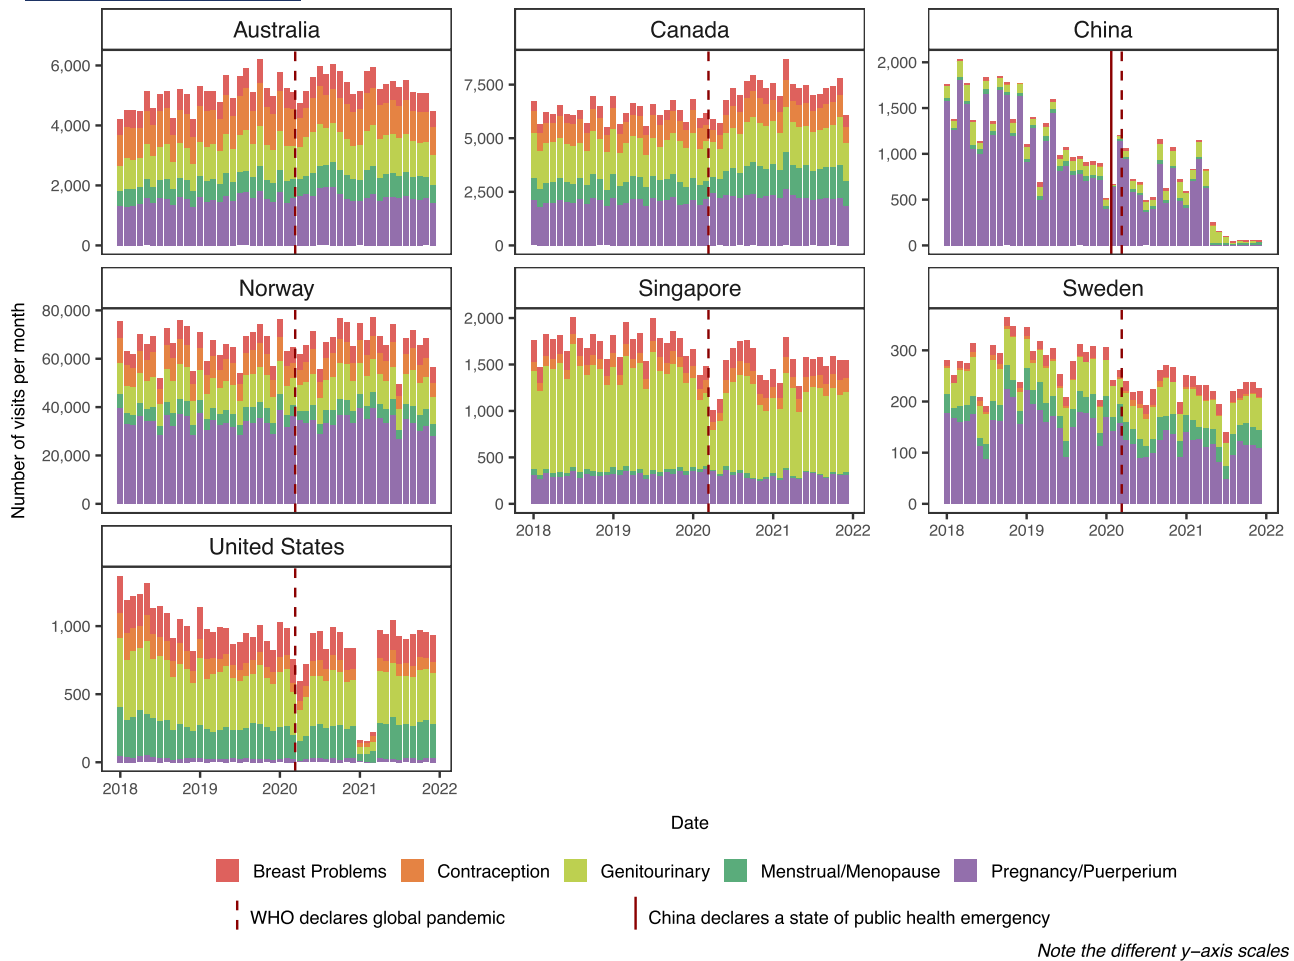 Australia
Canada
China
6,000
4,000
2,000
0
7,500
5,000
2,500
0
2,000
1,500
1,000
500
0
Norway
Singapore
Sweden
80,000
60,000
40,000
20,000
0
2,000
1,500
1,000
500
0
300
200
100
0
2018 2019 2020 2021 2022
2018 2019 2020 2021 2022
United States
1,000
500
0
2018 2019 2020 2021 2022
Number of visits per month
Date
Breast Problems Contraception Genitourinary Menstrual/Menopause Pregnancy/Puerperium
WHO declares global pandemic China declares a state of public health emergency
Note the different y−axis scales